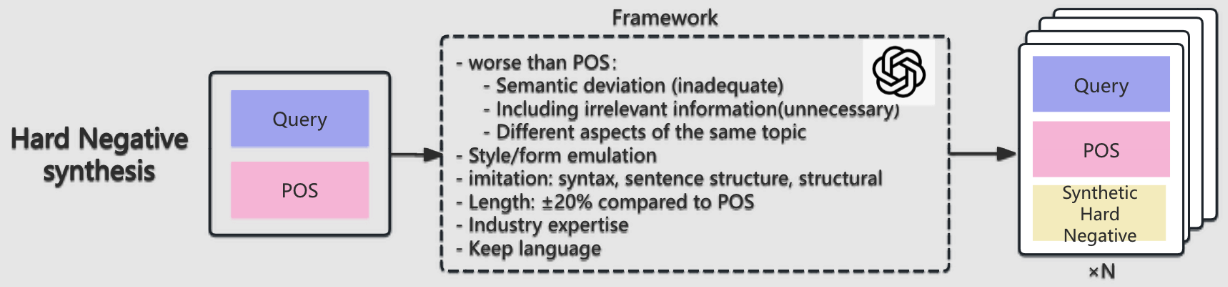 Hard Negative
synthesis
Query
POS
Framework
- worse than POS:
- Semantic deviation (inadequate)
- Including irrelevant information(unnecessary)
- Different aspects of the same topic
- Style/form emulation
- imitation: syntax, sentence structure, structural
- Length: ±20% compared to POS
- Industry expertise
- Keep language
Query
POS
Synthetic
Hard
Negative
×N